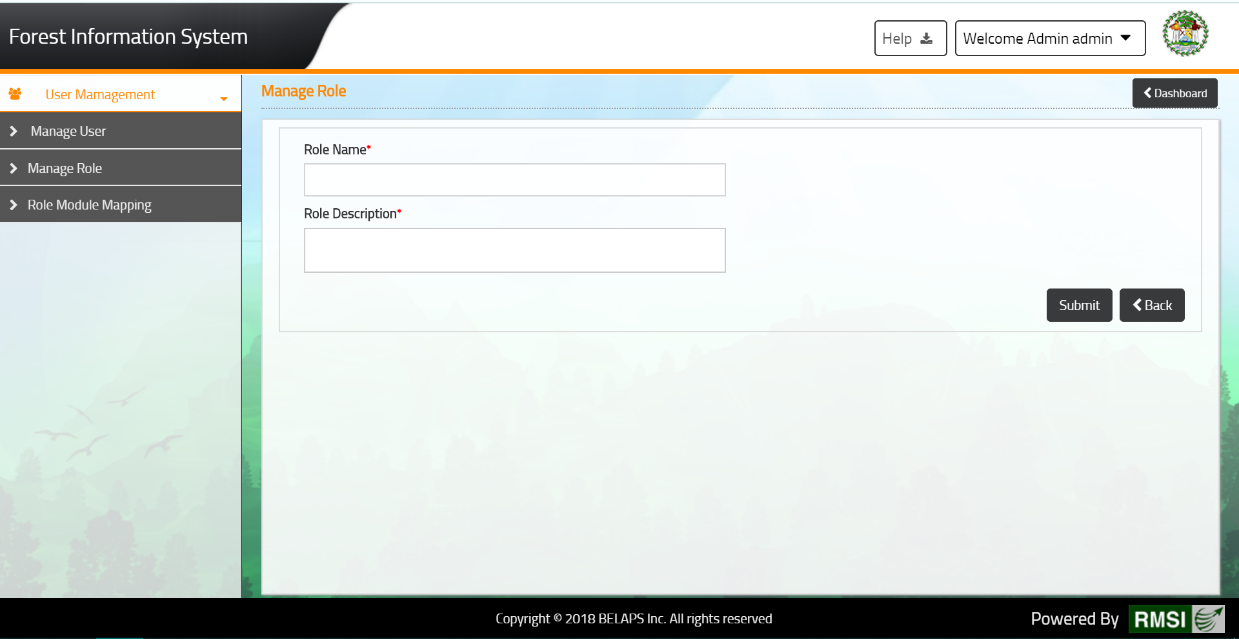 Forest Information System
Help
Welcome Admin admin
User Mamagement
Manage User
Manage Role
Role Module Mapping
Manage Role
Dashboard
Role Name*
Role Description*
Submit
Back
Copyright © 2018 BELAPS Inc. All rights reserved
Powered By RMSI